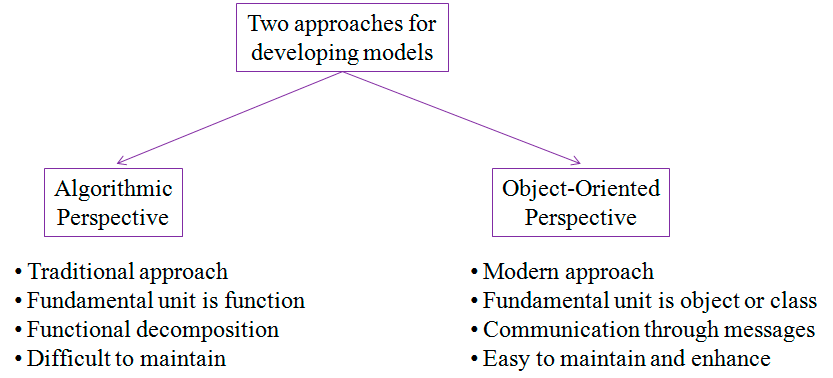 Two approaches for
developing models
Algorithmic
Perspective
• Traditional approach
• Fundamental unit is function
• Functional decomposition
• Difficult to maintain
Object-Oriented
Perspective
• Modern approach
• Fundamental unit is object or class
• Communication through messages
• Easy to maintain and enhance